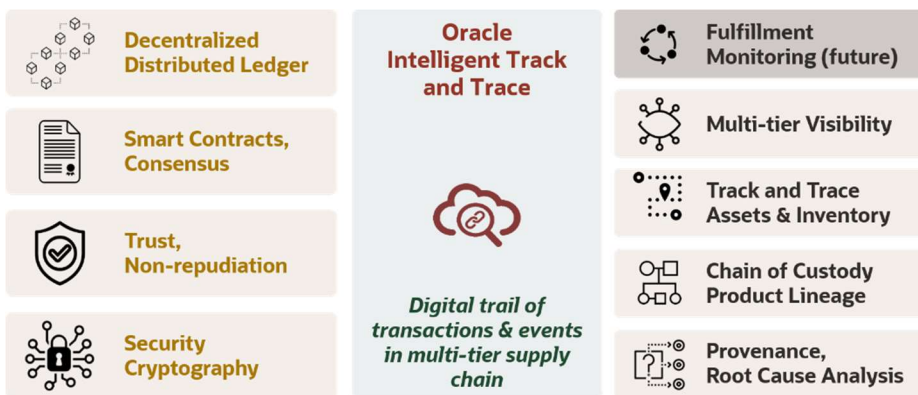 Decentralized
Distributed Ledger
Smart Contracts,
Consensus
Trust,
Non-repudiation
Security
Cryptography
Oracle
Intelligent Track
and Trace
Digital trail of
transactions & events
in multi-tier supply
chain
Fulfillment
Monitoring (future)
Multi-tier Visibility
Track and Trace
Assets & Inventory
Chain of Custody
Product Lineage
Provenance,
Root Cause Analysis